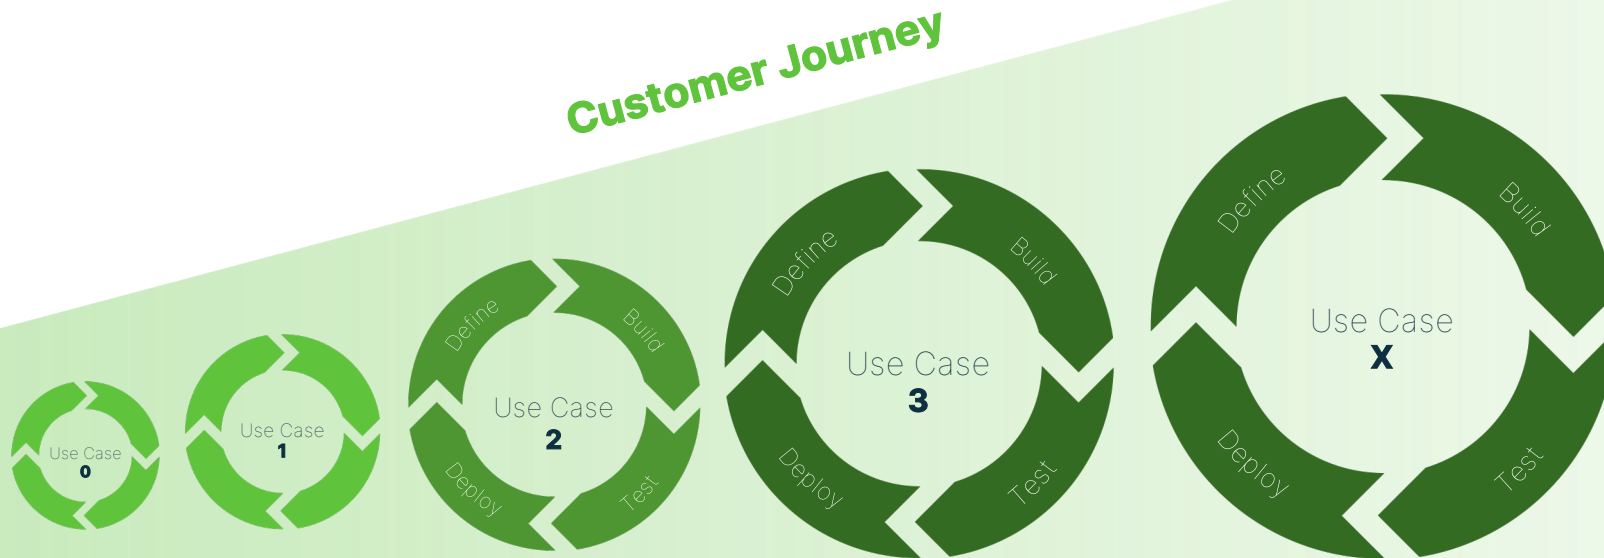 Customer Journey
Use Case
0
Use Case
1
Define
Build
Use Case
2
Deploy
Test
Define
Build
Use Case
3
Deploy
Test
Define
Build
Use Case
X
Deploy
Test